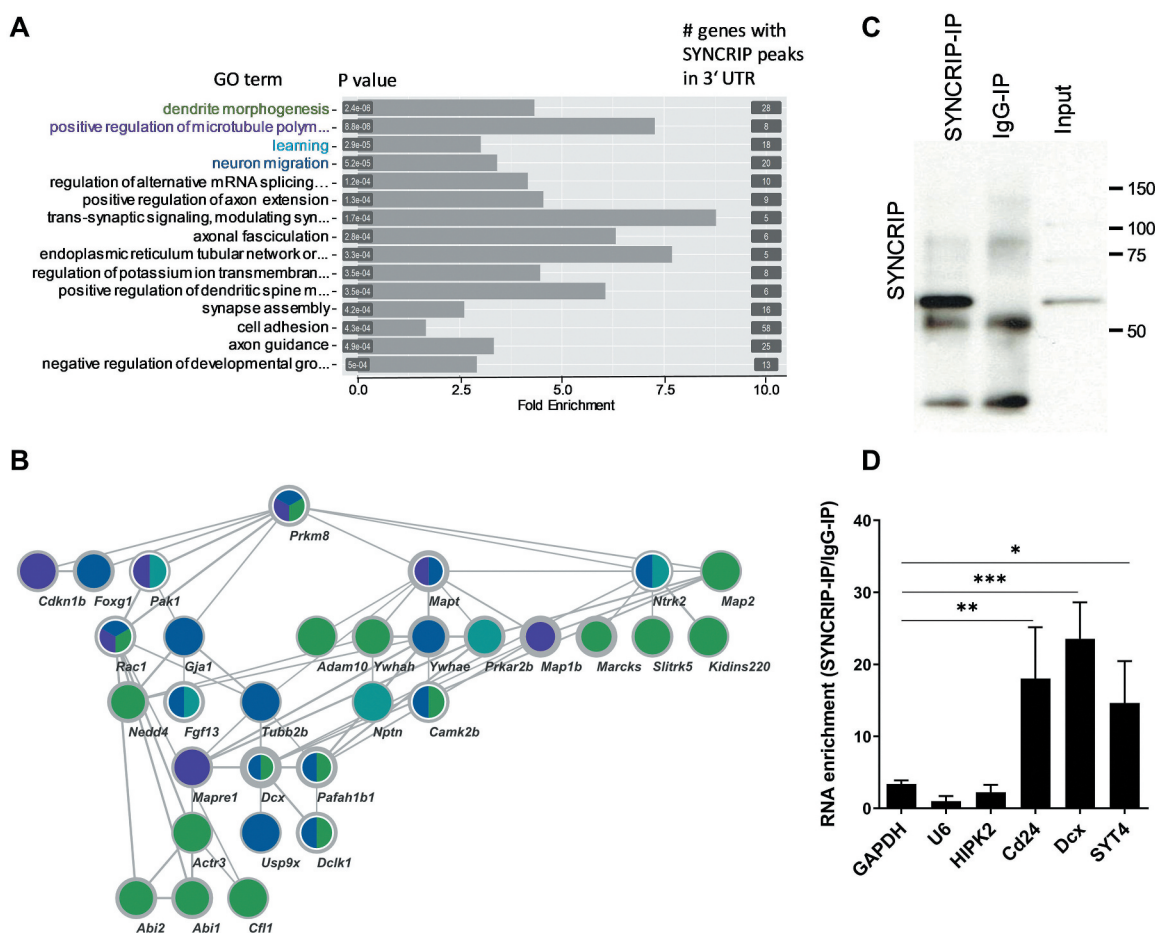 A
# genes with
SYNCRIP peaks
in 3' UTR
GO term
P value
dendrite morphogenesis 2.4e-06 28
positive regulation of microtubule polym... 8.8e-06 8
learning 2.9e-05 18
neuron migration 5.2e-05 20
regulation of alternative mRNA splicing... 1.2e-04 10
positive regulation of axon extension 1.3e-04 9
trans-synaptic signaling, modulating syn... 1.7e-04 5
axonal fasciculation 2.8e-04 6
endoplasmic reticulum tubular network or... 3.3e-04 5
regulation of potassium ion transmembran... 3.5e-04 8
positive regulation of dendritic spine m... 3.5e-04 6
synapse assembly 4.2e-04 16
cell adhesion 4.3e-04 58
axon guidance 4.9e-04 25
negative regulation of developmental gro... 5e-04 13
0.0 2.5 5.0 7.5 10.0
Fold Enrichment
B
Prkm8
Cdkn1b Foxg1 Pak1 Mapt Ntrk2 Map2
Rac1 Gja1 Adam10 Ywhah Ywhae Prkar2b Map1b Marcks Slitrk5 Kidins220
Nedd4 Fgf13 Tubb2b Nptn Camk2b
Mapre1 Dcx Pafah1b1
Actr3 Usp9x Dclk1
Abi2 Abi1 Cfl1
C
SYNCRIP-IP
IgG-IP
Input
SYNCRIP
150
100
75
50
D
RNA enrichment (SYNCRIP-IP/IgG-IP)
40
30
20
10
0
*
***
**
GAPDH
U6
HIPK2
Cd24
Dcx
SYT4